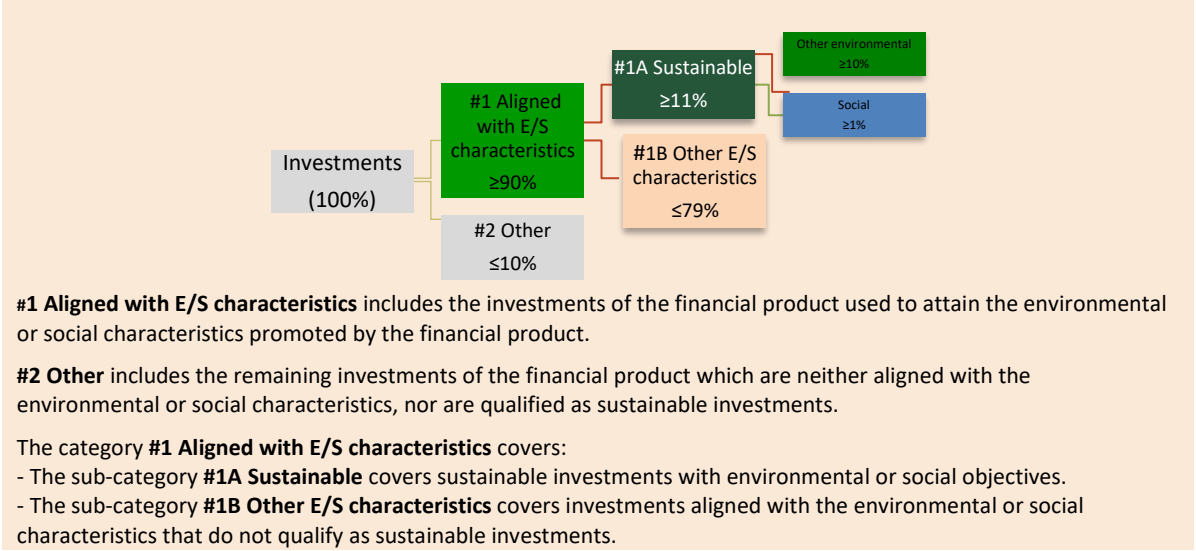 Investments
(100%)
#1 Aligned
with E/S
characteristics
≥90%
#2 Other
≤10%
#1A Sustainable
≥11%
#1B Other E/S
characteristics
≤79%
Other environmental
≥10%
Social
≥1%
#1 Aligned with E/S characteristics includes the investments of the financial product used to attain the environmental
or social characteristics promoted by the financial product.
#2 Other includes the remaining investments of the financial product which are neither aligned with the
environmental or social characteristics, nor are qualified as sustainable investments.
The category #1 Aligned with E/S characteristics covers:
- The sub-category #1A Sustainable covers sustainable investments with environmental or social objectives.
- The sub-category #1B Other E/S characteristics covers investments aligned with the environmental or social
characteristics that do not qualify as sustainable investments.